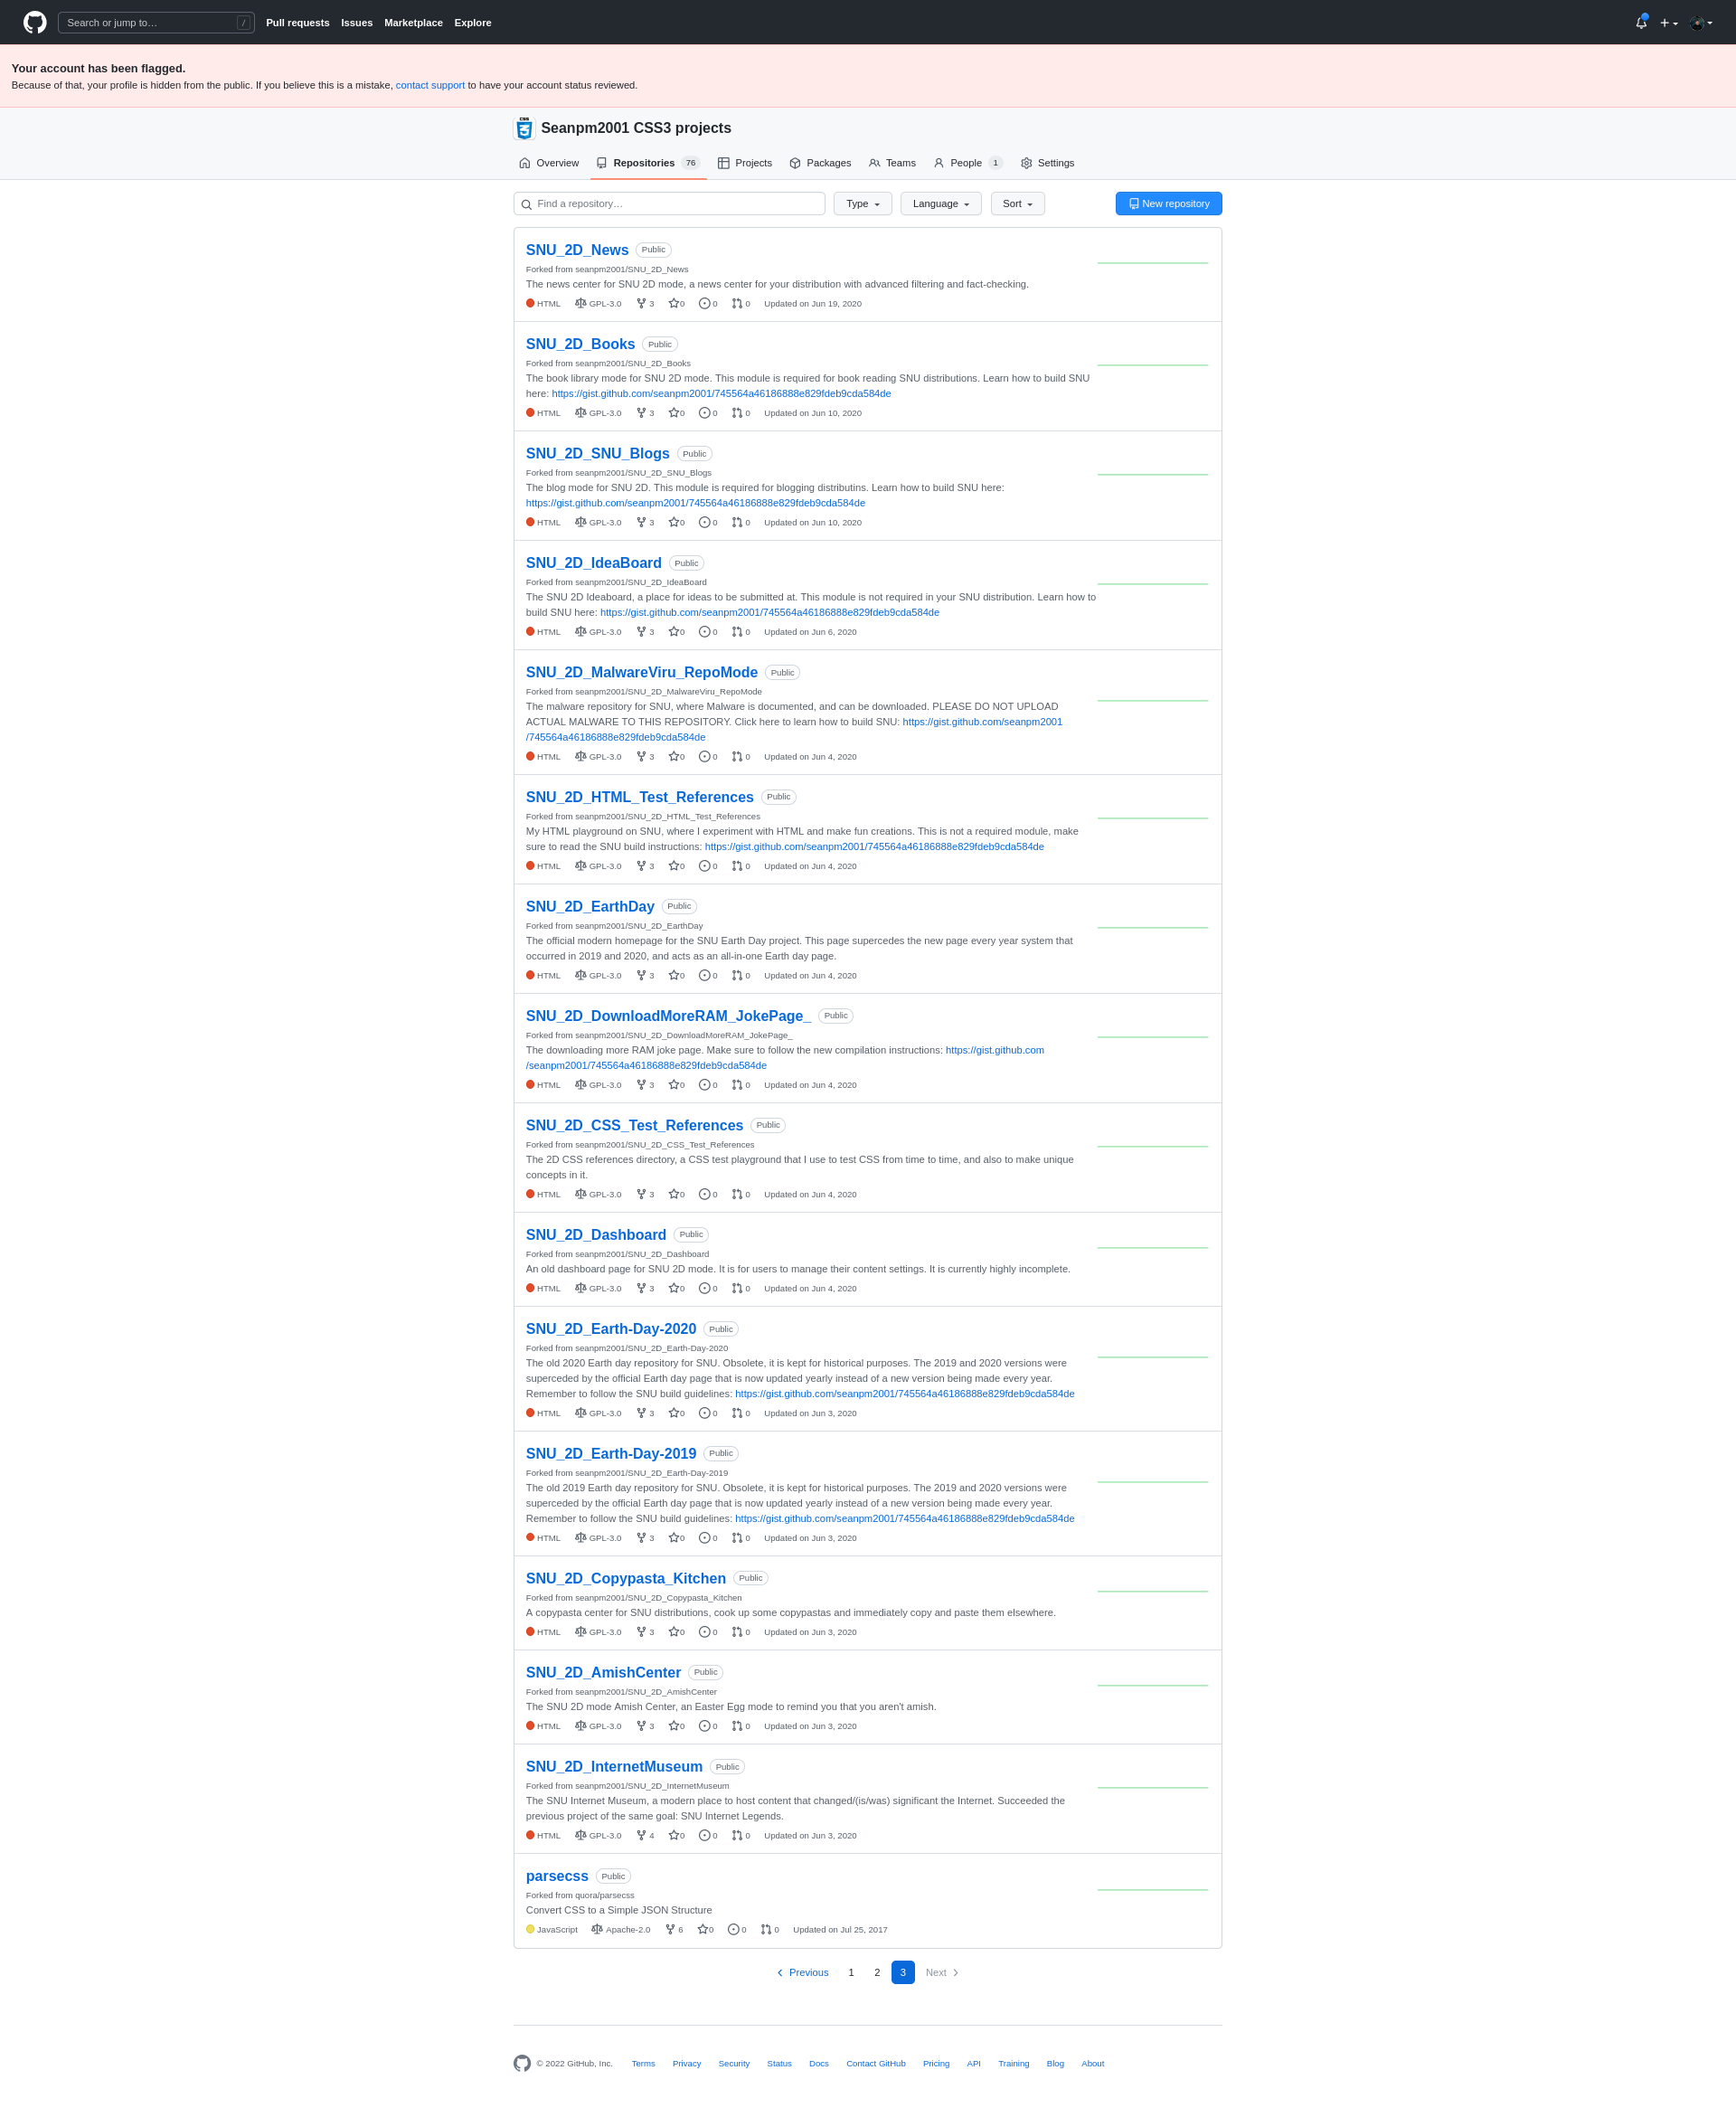 Search or jump to… /
Pull requests Issues Marketplace Explore
Your account has been flagged.
Because of that, your profile is hidden from the public. If you believe this is a mistake, contact support to have your account status reviewed.
Seanpm2001 CSS3 projects
Overview Repositories 76 Projects Packages Teams People 1 Settings
Find a repository… Type Language Sort New repository
SNU_2D_News Public
Forked from seanpm2001/SNU_2D_News
The news center for SNU 2D mode, a news center for your distribution with advanced filtering and fact-checking.
HTML GPL-3.0 3 0 0 0 Updated on Jun 19, 2020
SNU_2D_Books Public
Forked from seanpm2001/SNU_2D_Books
The book library mode for SNU 2D mode. This module is required for book reading SNU distributions. Learn how to build SNU
here: https://gist.github.com/seanpm2001/745564a46186888e829fdeb9cda584de
HTML GPL-3.0 3 0 0 0 Updated on Jun 10, 2020
SNU_2D_SNU_Blogs Public
Forked from seanpm2001/SNU_2D_SNU_Blogs
The blog mode for SNU 2D. This module is required for blogging distributins. Learn how to build SNU here:
https://gist.github.com/seanpm2001/745564a46186888e829fdeb9cda584de
HTML GPL-3.0 3 0 0 0 Updated on Jun 10, 2020
SNU_2D_IdeaBoard Public
Forked from seanpm2001/SNU_2D_IdeaBoard
The SNU 2D Ideaboard, a place for ideas to be submitted at. This module is not required in your SNU distribution. Learn how to
build SNU here: https://gist.github.com/seanpm2001/745564a46186888e829fdeb9cda584de
HTML GPL-3.0 3 0 0 0 Updated on Jun 6, 2020
SNU_2D_MalwareViru_RepoMode Public
Forked from seanpm2001/SNU_2D_MalwareViru_RepoMode
The malware repository for SNU, where Malware is documented, and can be downloaded. PLEASE DO NOT UPLOAD
ACTUAL MALWARE TO THIS REPOSITORY. Click here to learn how to build SNU: https://gist.github.com/seanpm2001
/745564a46186888e829fdeb9cda584de
HTML GPL-3.0 3 0 0 0 Updated on Jun 4, 2020
SNU_2D_HTML_Test_References Public
Forked from seanpm2001/SNU_2D_HTML_Test_References
My HTML playground on SNU, where I experiment with HTML and make fun creations. This is not a required module, make
sure to read the SNU build instructions: https://gist.github.com/seanpm2001/745564a46186888e829fdeb9cda584de
HTML GPL-3.0 3 0 0 0 Updated on Jun 4, 2020
SNU_2D_EarthDay Public
Forked from seanpm2001/SNU_2D_EarthDay
The official modern homepage for the SNU Earth Day project. This page supercedes the new page every year system that
occurred in 2019 and 2020, and acts as an all-in-one Earth day page.
HTML GPL-3.0 3 0 0 0 Updated on Jun 4, 2020
SNU_2D_DownloadMoreRAM_JokePage_ Public
Forked from seanpm2001/SNU_2D_DownloadMoreRAM_JokePage_
The downloading more RAM joke page. Make sure to follow the new compilation instructions: https://gist.github.com
/seanpm2001/745564a46186888e829fdeb9cda584de
HTML GPL-3.0 3 0 0 0 Updated on Jun 4, 2020
SNU_2D_CSS_Test_References Public
Forked from seanpm2001/SNU_2D_CSS_Test_References
The 2D CSS references directory, a CSS test playground that I use to test CSS from time to time, and also to make unique
concepts in it.
HTML GPL-3.0 3 0 0 0 Updated on Jun 4, 2020
SNU_2D_Dashboard Public
Forked from seanpm2001/SNU_2D_Dashboard
An old dashboard page for SNU 2D mode. It is for users to manage their content settings. It is currently highly incomplete.
HTML GPL-3.0 3 0 0 0 Updated on Jun 4, 2020
SNU_2D_Earth-Day-2020 Public
Forked from seanpm2001/SNU_2D_Earth-Day-2020
The old 2020 Earth day repository for SNU. Obsolete, it is kept for historical purposes. The 2019 and 2020 versions were
superceded by the official Earth day page that is now updated yearly instead of a new version being made every year.
Remember to follow the SNU build guidelines: https://gist.github.com/seanpm2001/745564a46186888e829fdeb9cda584de
HTML GPL-3.0 3 0 0 0 Updated on Jun 3, 2020
SNU_2D_Earth-Day-2019 Public
Forked from seanpm2001/SNU_2D_Earth-Day-2019
The old 2019 Earth day repository for SNU. Obsolete, it is kept for historical purposes. The 2019 and 2020 versions were
superceded by the official Earth day page that is now updated yearly instead of a new version being made every year.
Remember to follow the SNU build guidelines: https://gist.github.com/seanpm2001/745564a46186888e829fdeb9cda584de
HTML GPL-3.0 3 0 0 0 Updated on Jun 3, 2020
SNU_2D_Copypasta_Kitchen Public
Forked from seanpm2001/SNU_2D_Copypasta_Kitchen
A copypasta center for SNU distributions, cook up some copypastas and immediately copy and paste them elsewhere.
HTML GPL-3.0 3 0 0 0 Updated on Jun 3, 2020
SNU_2D_AmishCenter Public
Forked from seanpm2001/SNU_2D_AmishCenter
The SNU 2D mode Amish Center, an Easter Egg mode to remind you that you aren't amish.
HTML GPL-3.0 3 0 0 0 Updated on Jun 3, 2020
SNU_2D_InternetMuseum Public
Forked from seanpm2001/SNU_2D_InternetMuseum
The SNU Internet Museum, a modern place to host content that changed/(is/was) significant the Internet. Succeeded the
previous project of the same goal: SNU Internet Legends.
HTML GPL-3.0 4 0 0 0 Updated on Jun 3, 2020
parsecss Public
Forked from quora/parsecss
Convert CSS to a Simple JSON Structure
JavaScript Apache-2.0 6 0 0 0 Updated on Jul 25, 2017
Previous 1 2 3 Next
© 2022 GitHub, Inc. Terms Privacy Security Status Docs Contact GitHub Pricing API Training Blog About